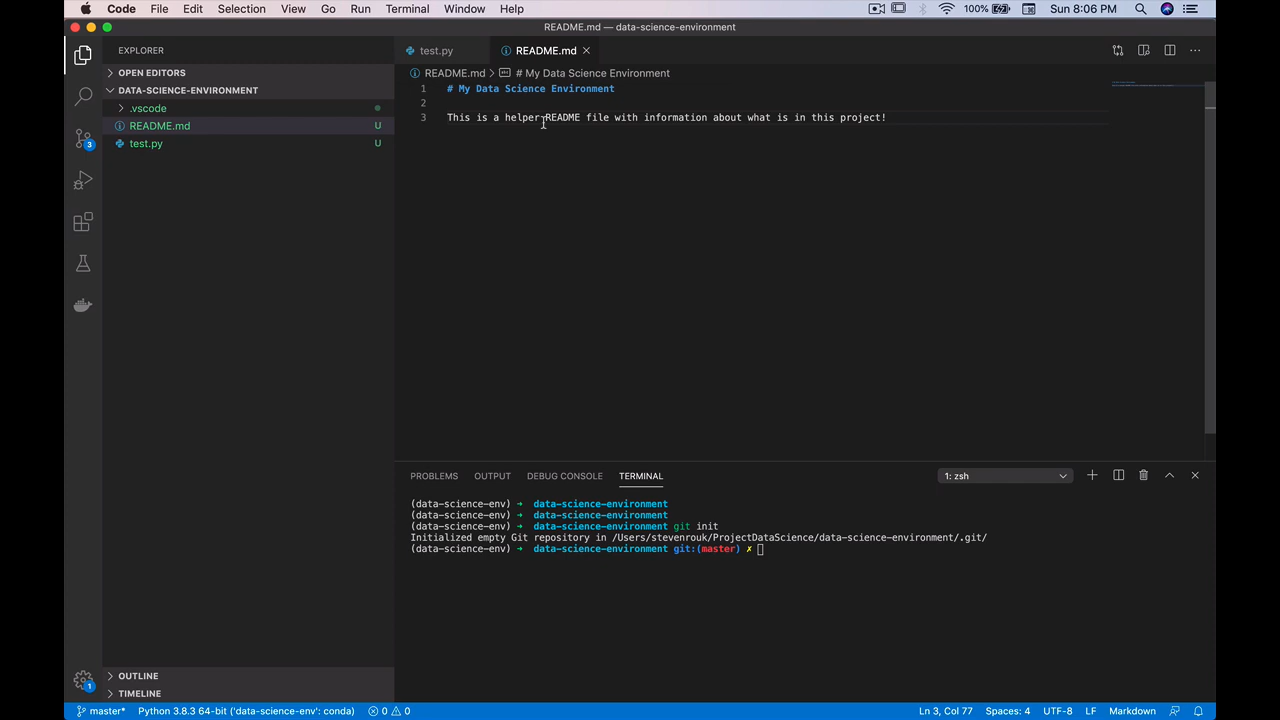 Code File Edit Selection View Go Run Terminal Window Help 100% Sun 8:06 PM
README.md — data-science-environment
EXPLORER
test.py README.md
OPEN EDITORS
README.md > # My Data Science Environment
DATA-SCIENCE-ENVIRONMENT
.vscode
README.md U
test.py U
3
1 # My Data Science Environment
2
3 This is a helper README file with information about what is in this project!
PROBLEMS OUTPUT DEBUG CONSOLE TERMINAL 1: zsh
(data-science-env) ➜ data-science-environment
(data-science-env) ➜ data-science-environment
(data-science-env) ➜ data-science-environment git init
Initialized empty Git repository in /Users/stevenrouk/ProjectDataScience/data-science-environment/.git/
(data-science-env) ➜ data-science-environment git:(master) ✗
OUTLINE
TIMELINE
1
master* Python 3.8.3 64-bit ('data-science-env': conda) 0 0 Ln 3, Col 77 Spaces: 4 UTF-8 LF Markdown